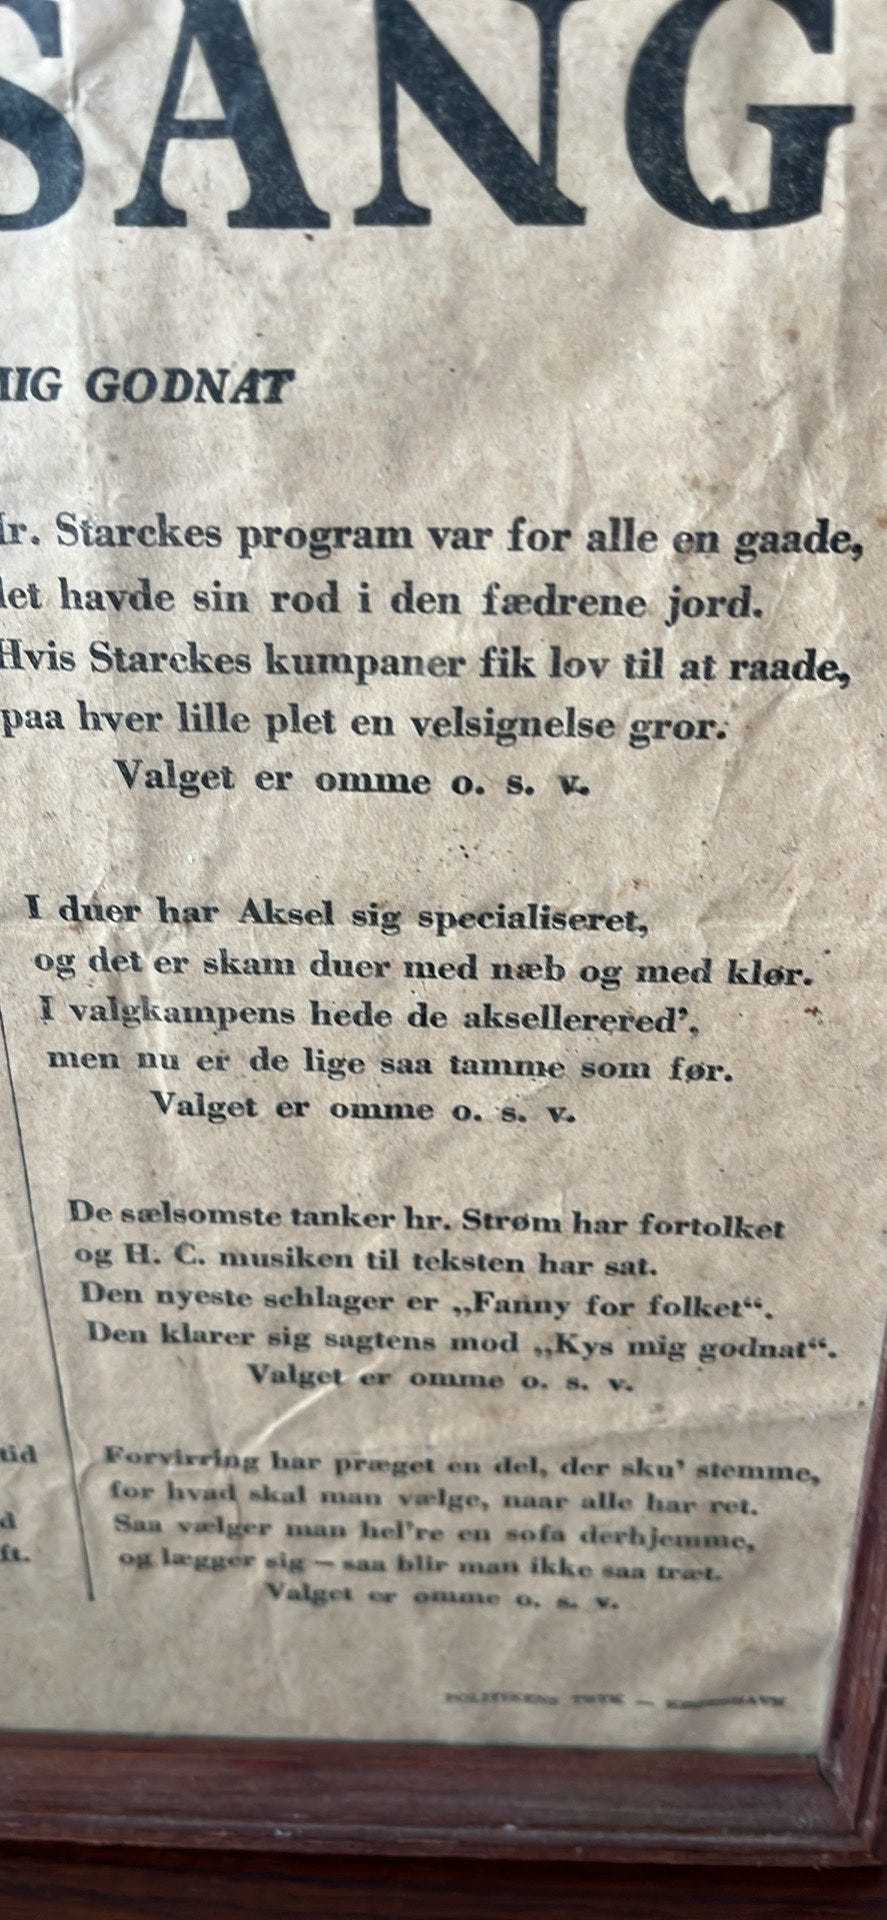 SANG
MIG GODNAT
Hr. Starckes program var for alle en gaade,
det havde sin rod i den fædrene jord.
Hvis Starckes kumpaner fik lov til at raade,
paa hver lille plet en velsignelse gror.
Valget er omme o. s. v.
I duer har Aksel sig specialiseret,
og det er skam duer med næb og med klør.
I valgkampens hede de aksellerered',
men nu er de lige saa tamme som før.
Valget er omme o. s. v.
De sælsomste tanker hr. Strøm har fortolket
og H. C. musiken til teksten har sat.
Den nyeste schlager er „Fanny for folket“.
Den klarer sig sagtens mod „Kys mig godnat“.
Valget er omme o. s. v.
tid
d
ft.
Forvirring har præget en del, der sku' stemme,
for hvad skal man vælge, naar alle har ret.
Saa vælger man hel're en sofa derhjemme,
og lægger sig — saa blir man ikke saa træt.
Valget er omme o. s. v.
POLITIKENS TRYK — KØBENHAVN